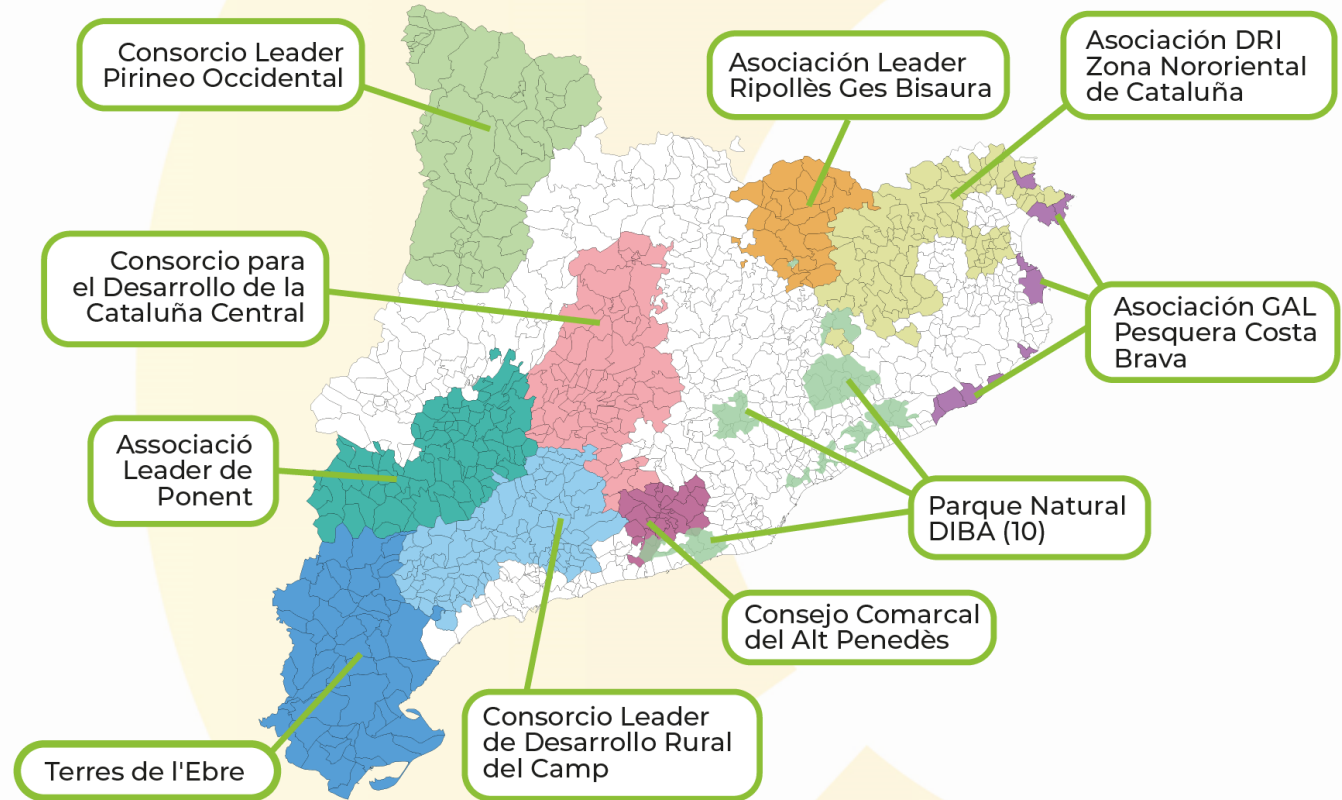 Consorcio Leader
Pirineo Occidental
Asociación Leader
Ripollès Ges Bisaura
Asociación DRI
Zona Nororiental
de Cataluña
Consorcio para
el Desarrollo de la
Cataluña Central
Asociación GAL
Pesquera Costa
Brava
Associació
Leader de
Ponent
Parque Natural
DIBA (10)
Consejo Comarcal
del Alt Penedès
Consorcio Leader
de Desarrollo Rural
del Camp
Terres de l'Ebre